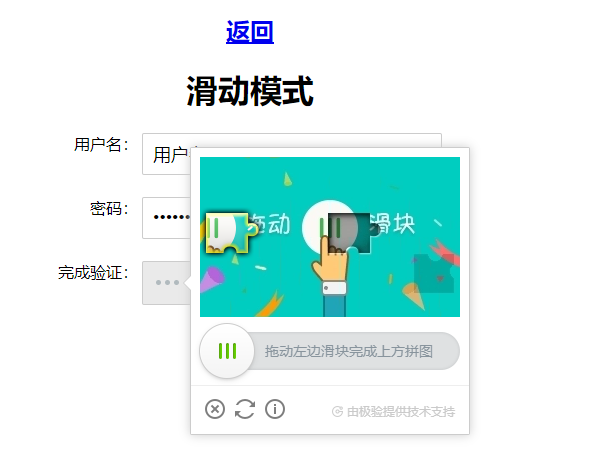 返回
滑动模式
用户名：
用户
密码：
••••••
拖动 滑块
完成验证：
•••
拖动左边滑块完成上方拼图
由极验提供技术支持